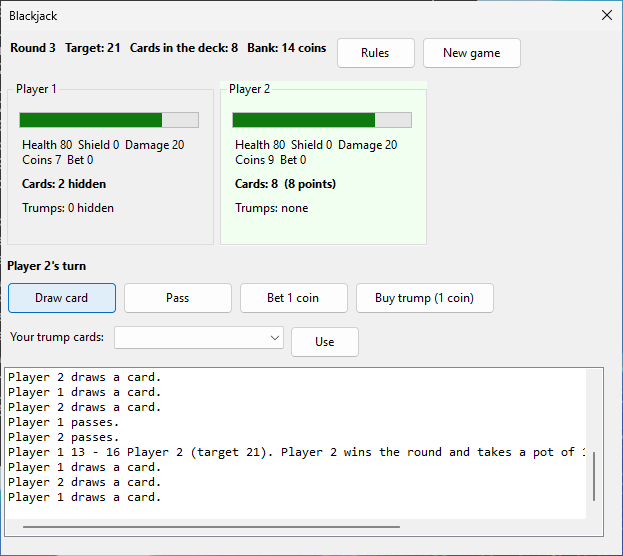 Blackjack
Round 3 Target: 21 Cards in the deck: 8 Bank: 14 coins Rules New game
Player 1
Health 80 Shield 0 Damage 20
Coins 7 Bet 0
Cards: 2 hidden
Trumps: 0 hidden
Player 2
Health 80 Shield 0 Damage 20
Coins 9 Bet 0
Cards: 8 (8 points)
Trumps: none
Player 2's turn
Draw card Pass Bet 1 coin Buy trump (1 coin)
Your trump cards: Use
Player 2 draws a card.
Player 1 draws a card.
Player 2 draws a card.
Player 1 passes.
Player 2 passes.
Player 1 13 - 16 Player 2 (target 21). Player 2 wins the round and takes a pot of
Player 1 draws a card.
Player 2 draws a card.
Player 1 draws a card.